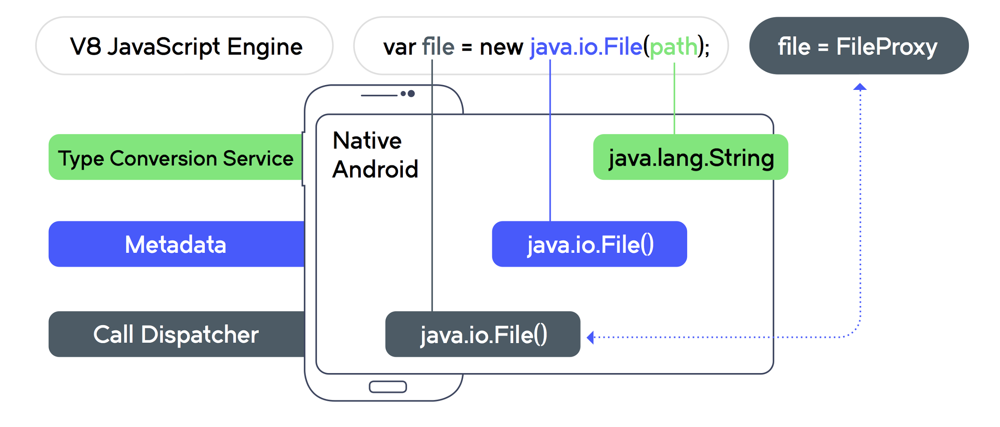 V8 JavaScript Engine
var file = new java.io.File(path);
file = FileProxy
Native
Android
Type Conversion Service
java.lang.String
Metadata
java.io.File()
Call Dispatcher
java.io.File()